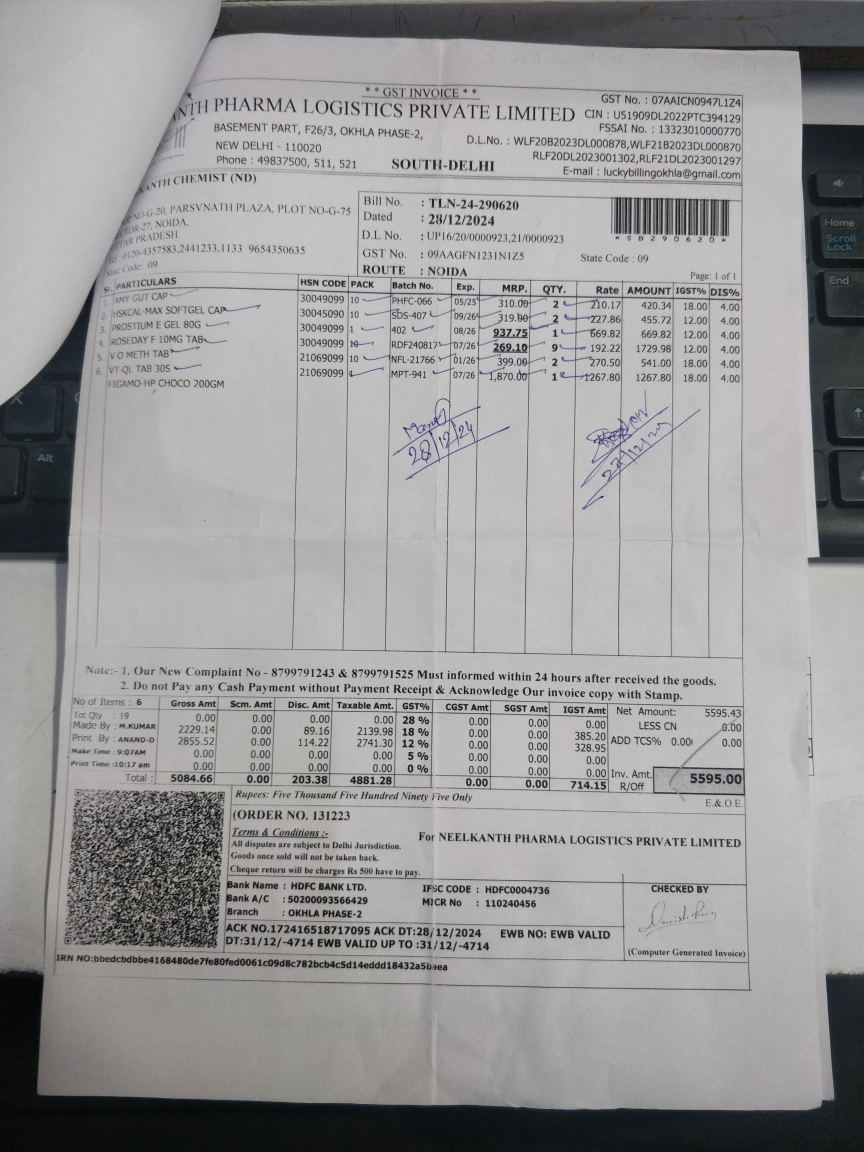 * * GST INVOICE * *
NTH PHARMA LOGISTICS PRIVATE LIMITED
BASEMENT PART, F26/3, OKHLA PHASE-2,
NEW DELHI - 110020
Phone : 49837500, 511, 521
SOUTH-DELHI
GST No. : 07AAICN0947L1Z4
CIN : U51909DL2022PTC394129
FSSAI No. : 13323010000770
D.L.No. : WLF20B2023DL000878,WLF21B2023DL000870
RLF20DL2023001302,RLF21DL2023001297
E-mail : luckybillingokhla@gmail.com
KANTH CHEMIST (ND)
NO-G-20, PARSVNATH PLAZA, PLOT NO-G-75
TOR-27, NOIDA,
TAR PRADESH
Tel : 0120-4357583,2441233,1133 9654350635
State Code: 09
Bill No. : TLN-24-290620
Dated : 28/12/2024
D.L No. : UP16/20/0000923,21/0000923
GST No. : 09AAGFN1231N1Z5
State Code : 09
ROUTE : NOIDA
* S B 2 9 0 6 2 0 *
Page: 1 of 1
Sr. PARTICULARS HSN CODE PACK Batch No. Exp. MRP. QTY. Rate AMOUNT IGST% DIS%
1. AMY GUT CAP 30049099 10 PHFC-066 05/25 310.00 2 210.17 420.34 18.00 4.00
2. HSKCAL-MAX SOFTGEL CAP 30045090 10 SDS-407 09/26 319.00 2 227.86 455.72 12.00 4.00
3. PROSTIUM E GEL 80G 30049099 1 402 08/26 937.75 1 669.82 669.82 12.00 4.00
4. ROSEDAY F 10MG TAB 30049099 10 RDF240817 07/26 269.10 9 192.22 1729.98 12.00 4.00
5. V O METH TAB 21069099 10 NFL-21766 01/26 399.00 2 270.50 541.00 18.00 4.00
6. VT QL TAB 30S 21069099 MPT-941 07/26 1,870.00 1 1267.80 1267.80 18.00 4.00
HIGAMO-HP CHOCO 200GM
28/12/24
Note:- 1. Our New Complaint No - 8799791243 & 8799791525 Must informed within 24 hours after received the goods.
2. Do not Pay any Cash Payment without Payment Receipt & Acknowledge Our invoice copy with Stamp.
No of Items : 6
Tot Qty : 19
Made By : M.KUMAR
Print By : ANAND-D
Make Time : 9:07AM
Print Time :10:17 am
Gross Amt Scm. Amt Disc. Amt Taxable Amt. GST% CGST Amt SGST Amt IGST Amt
0.00 0.00 0.00 0.00 28 % 0.00 0.00 0.00
2229.14 0.00 89.16 2139.98 18 % 0.00 0.00 385.20
2855.52 0.00 114.22 2741.30 12 % 0.00 0.00 328.95
0.00 0.00 0.00 0.00 5 % 0.00 0.00 0.00
0.00 0.00 0.00 0.00 0 % 0.00 0.00 0.00
Total : 5084.66 0.00 203.38 4881.28 0.00 0.00 714.15
Net Amount: 5595.43
LESS CN 0.00
ADD TCS% 0.00 0.00
Inv. Amt. 5595.00
R/Off
E.& O.E.
Rupees: Five Thousand Five Hundred Ninety Five Only
(ORDER NO. 131223
Terms & Conditions :-
All disputes are subject to Delhi Jurisdiction.
Goods once sold will not be taken back.
Cheque return will be charges Rs 500 have to pay.
For NEELKANTH PHARMA LOGISTICS PRIVATE LIMITED
Bank Name : HDFC BANK LTD. IFSC CODE : HDFC0004736
Bank A/C : 50200093566429 MICR No : 110240456
Branch : OKHLA PHASE-2
CHECKED BY
ACK NO.172416518717095 ACK DT:28/12/2024 EWB NO: EWB VALID
DT:31/12/-4714 EWB VALID UP TO :31/12/-4714
(Computer Generated Invoice)
IRN NO:bbedcbdbbe4168480de7fe80fed0061c09d8c782bcb4c5d14eddd18432a5baea
Home
Scroll
Lock
End
Alt